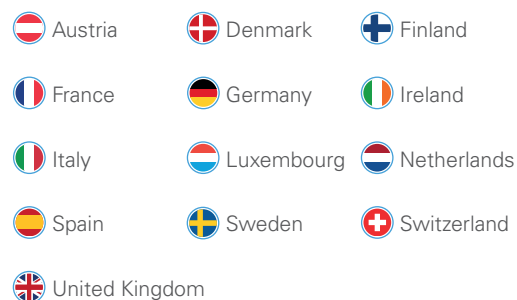 Austria Denmark Finland
France Germany Ireland
Italy Luxembourg Netherlands
Spain Sweden Switzerland
United Kingdom